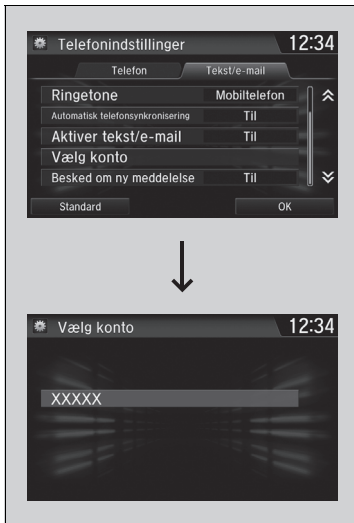 Telefonindstillinger 12:34
Telefon Tekst/e-mail
Ringetone Mobiltelefon
Automatisk telefonsynkronisering Til
Aktiver tekst/e-mail Til
Vælg konto
Besked om ny meddelelse Til
Standard OK
Vælg konto 12:34
XXXXX